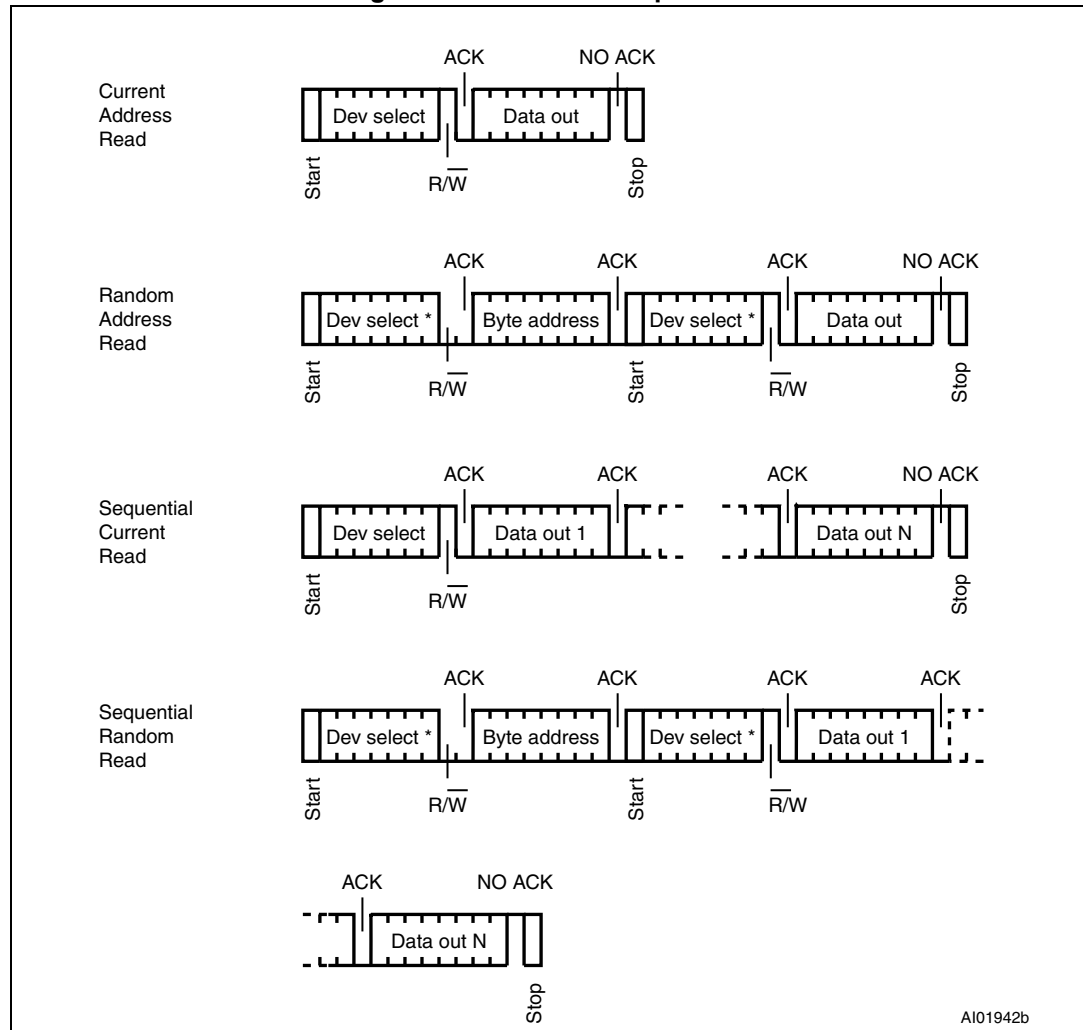 ACK NO ACK
Current
Address
Read
Dev select Data out
Start R/W̅ Stop
ACK ACK ACK NO ACK
Random
Address
Read
Dev select * Byte address Dev select * Data out
Start R/W̅ Start R̅/W Stop
ACK ACK ACK NO ACK
Sequential
Current
Read
Dev select Data out 1 Data out N
Start R/W̅ Stop
ACK ACK ACK ACK
Sequential
Random
Read
Dev select * Byte address Dev select * Data out 1
Start R/W̅ Start R̅/W
ACK NO ACK
Data out N
Stop
AI01942b